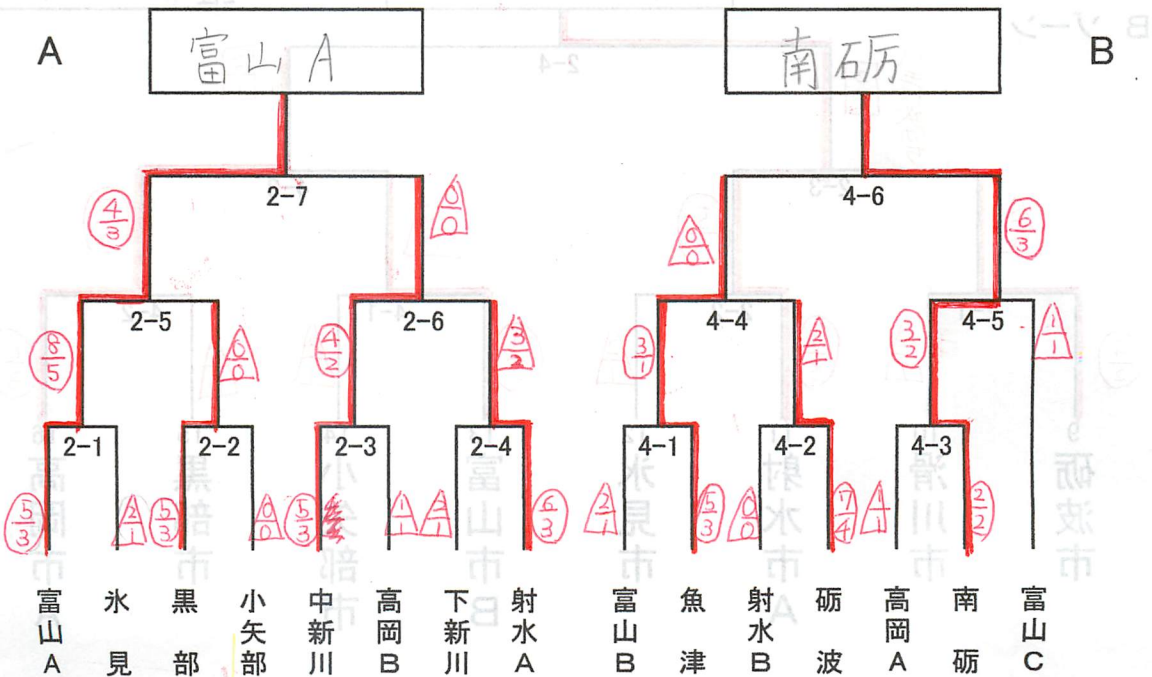 A
富山A
南砺
B
2-7
4-6
4/3
0/0
0/0
6/3
2-5
2-6
4-4
4-5
8/5
0/0
4/2
3/2
3/1
2/1
3/2
1/1
2-1
2-2
2-3
2-4
4-1
4-2
4-3
5/3
2/1
5/3
0/0
5/3
1/1
2/1
6/3
2/1
5/3
0/0
7/4
1/1
2/2
富山A
氷見
黒部
小矢部
中新川
高岡B
下新川
射水A
富山B
魚津
射水B
砺波
高岡A
南砺
富山C